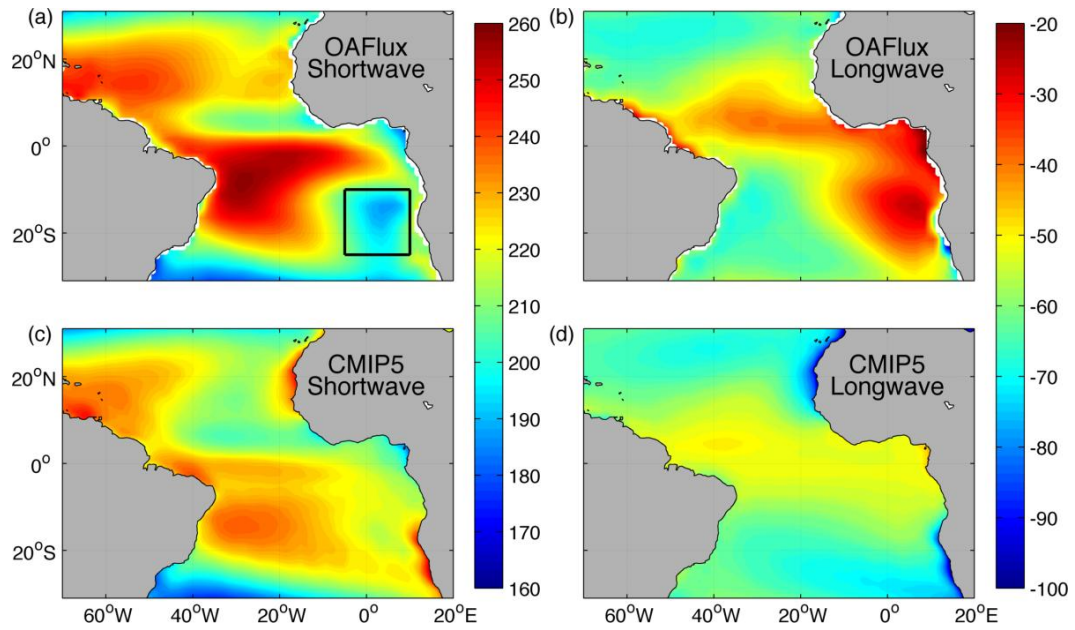 (a)
OAFlux
Shortwave
20°N
0°
20°S
260
250
240
230
220
210
200
190
180
170
160
(b)
OAFlux
Longwave
-20
-30
-40
-50
-60
-70
-80
-90
-100
(c)
CMIP5
Shortwave
20°N
0°
20°S
60°W
40°W
20°W
0°
20°E
(d)
CMIP5
Longwave
60°W
40°W
20°W
0°
20°E